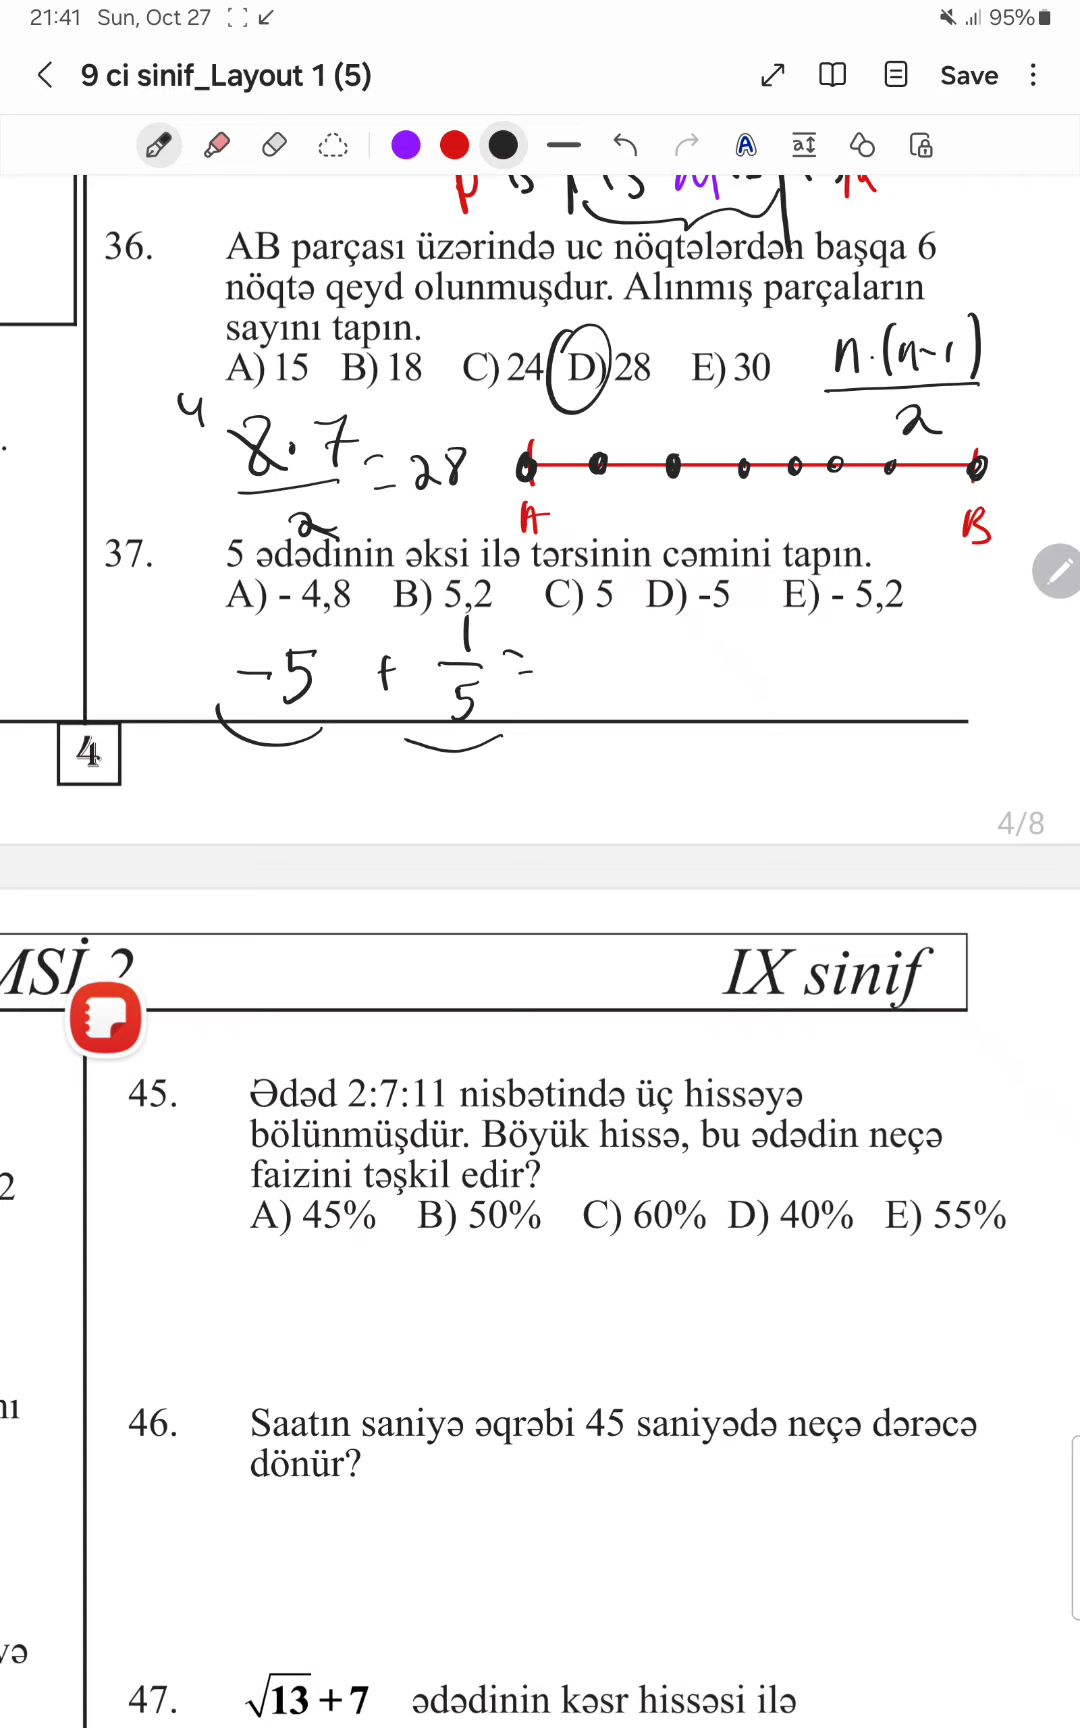 21:41 Sun, Oct 27 95%
9 ci sinif_Layout 1 (5) Save
36. AB parçası üzərində uc nöqtələrdən başqa 6
nöqtə qeyd olunmuşdur. Alınmış parçaların
sayını tapın.
A) 15 B) 18 C) 24 D) 28 E) 30
n·(n-1)
2
4
8·7 = 28
2
A B
37. 5 ədədinin əksi ilə tərsinin cəmini tapın.
A) - 4,8 B) 5,2 C) 5 D) -5 E) - 5,2
-5 + 1/5 =
4
4/8
IX sinif
45. Ədəd 2:7:11 nisbətində üç hissəyə
bölünmüşdür. Böyük hissə, bu ədədin neçə
faizini təşkil edir?
A) 45% B) 50% C) 60% D) 40% E) 55%
46. Saatın saniyə əqrəbi 45 saniyədə neçə dərəcə
dönür?
47. √13 + 7 ədədinin kəsr hissəsi ilə